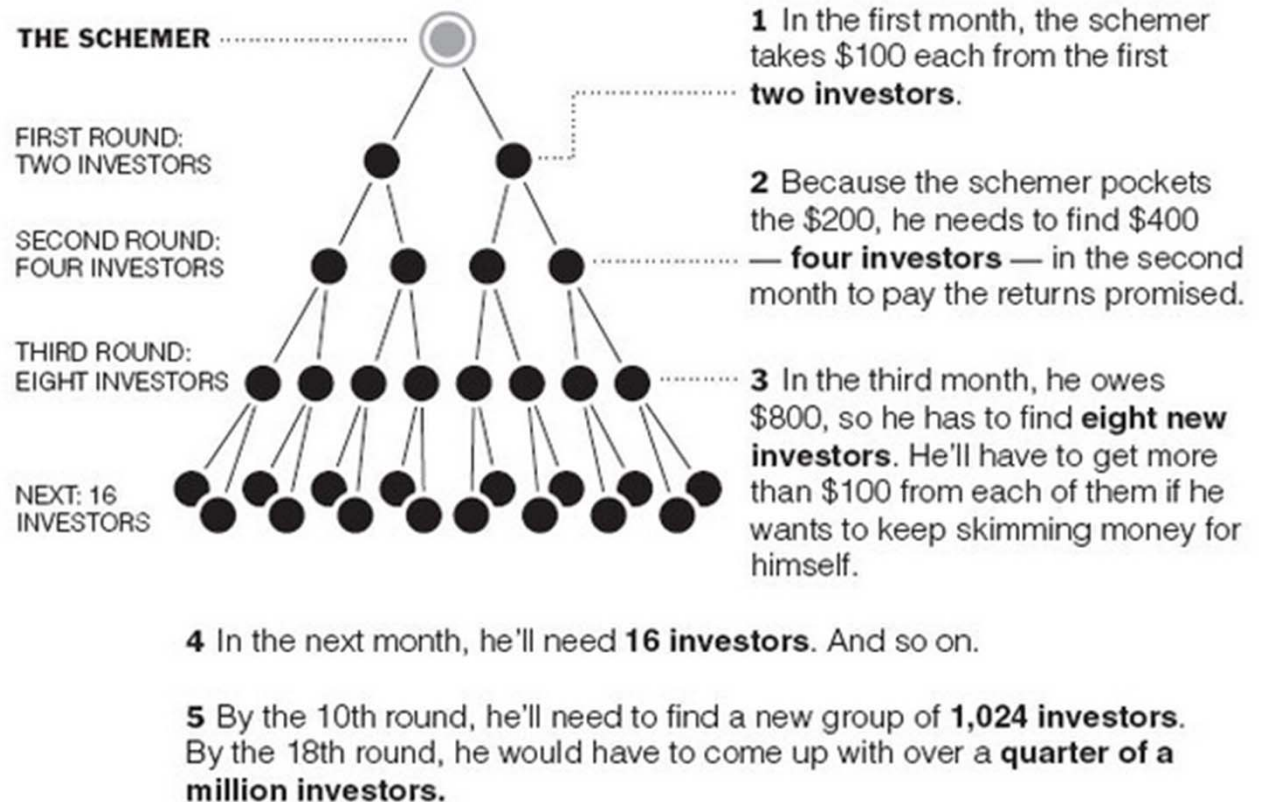 THE SCHEMER
FIRST ROUND:
TWO INVESTORS
SECOND ROUND:
FOUR INVESTORS
THIRD ROUND:
EIGHT INVESTORS
NEXT: 16
INVESTORS
1 In the first month, the schemer
takes $100 each from the first
two investors.
2 Because the schemer pockets
the $200, he needs to find $400
— four investors — in the second
month to pay the returns promised.
3 In the third month, he owes
$800, so he has to find eight new
investors. He'll have to get more
than $100 from each of them if he
wants to keep skimming money for
himself.
4 In the next month, he'll need 16 investors. And so on.
5 By the 10th round, he'll need to find a new group of 1,024 investors.
By the 18th round, he would have to come up with over a quarter of a
million investors.